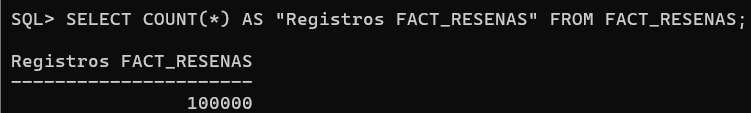 SQL> SELECT COUNT(*) AS "Registros FACT_RESENAS" FROM FACT_RESENAS;
Registros FACT_RESENAS
----------------------
100000